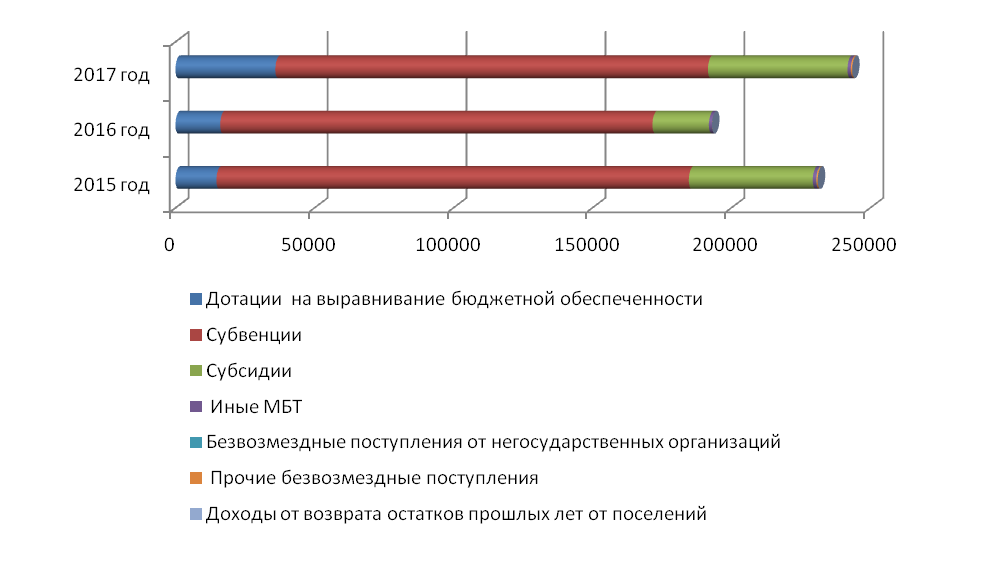 2017 год
2016 год
2015 год
0 50000 100000 150000 200000 250000
Дотации на выравнивание бюджетной обеспеченности
Субвенции
Субсидии
Иные МБТ
Безвозмездные поступления от негосударственных организаций
Прочие безвозмездные поступления
Доходы от возврата остатков прошлых лет от поселений